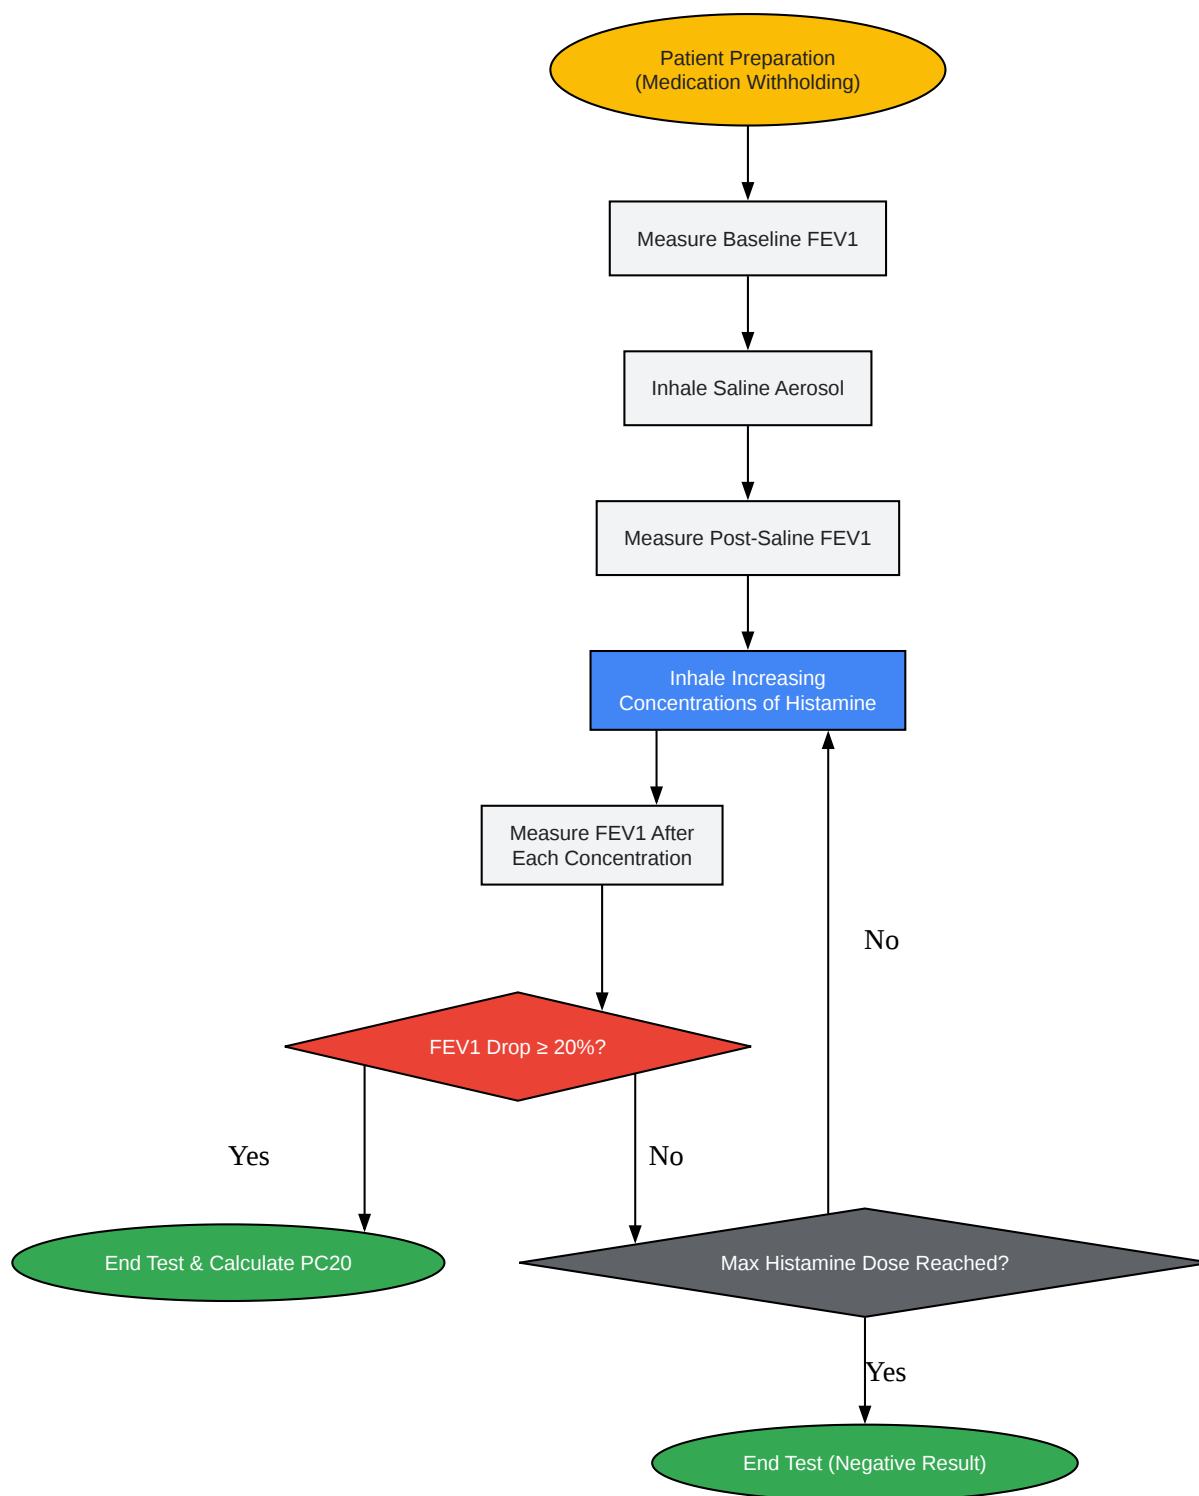 Patient Preparation
(Medication Withholding)
Measure Baseline FEV1
Inhale Saline Aerosol
Measure Post-Saline FEV1
Inhale Increasing
Concentrations of Histamine
Measure FEV1 After
Each Concentration
No
FEV1 Drop ≥ 20%?
Yes
No
End Test & Calculate PC20
Max Histamine Dose Reached?
Yes
End Test (Negative Result)